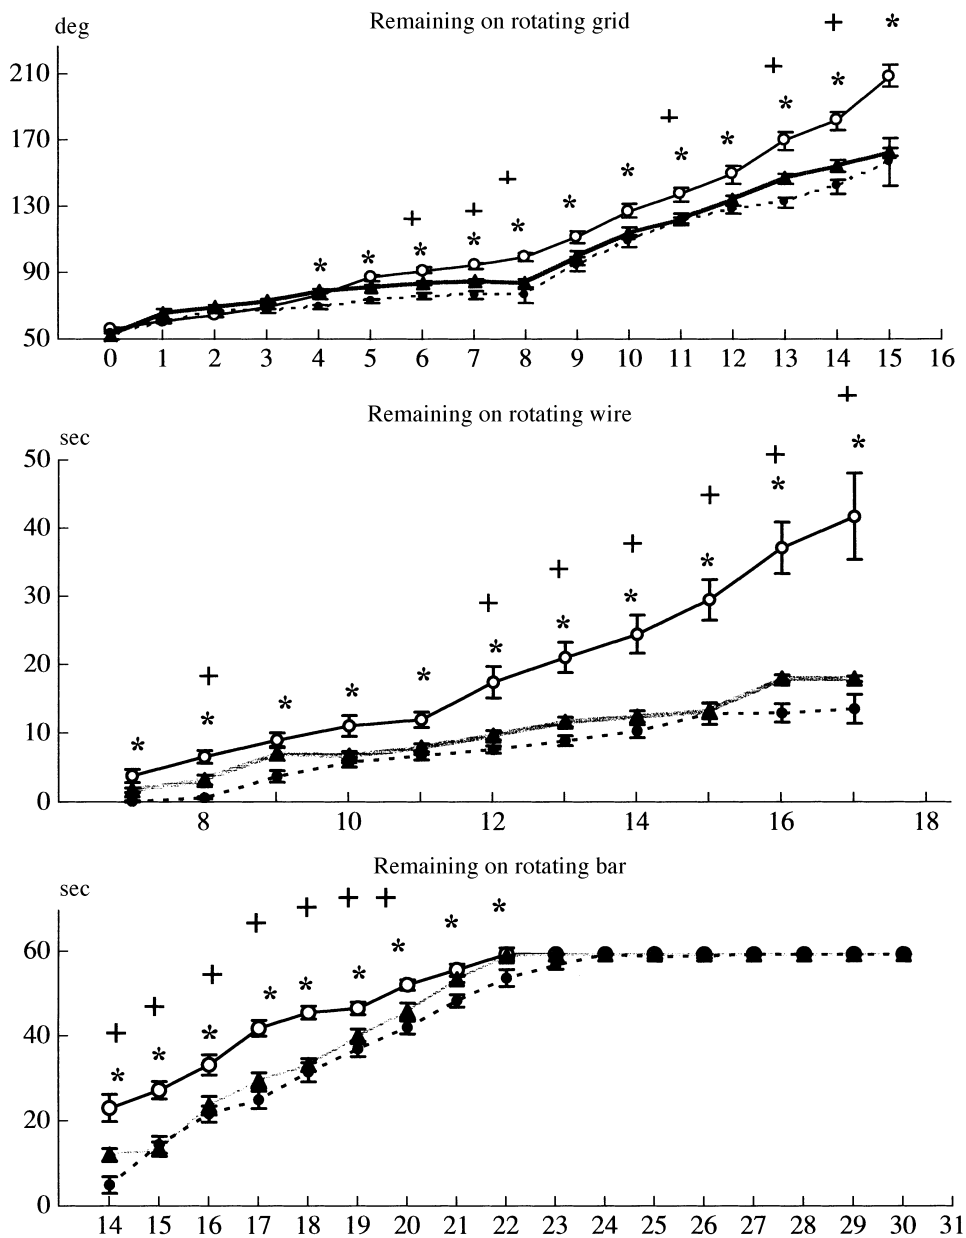 Remaining on rotating grid
deg
210
170
130
90
50
0 1 2 3 4 5 6 7 8 9 10 11 12 13 14 15 16
Remaining on rotating wire
sec
50
40
30
20
10
0
8 10 12 14 16 18
Remaining on rotating bar
sec
60
40
20
0
14 15 16 17 18 19 20 21 22 23 24 25 26 27 28 29 30 31